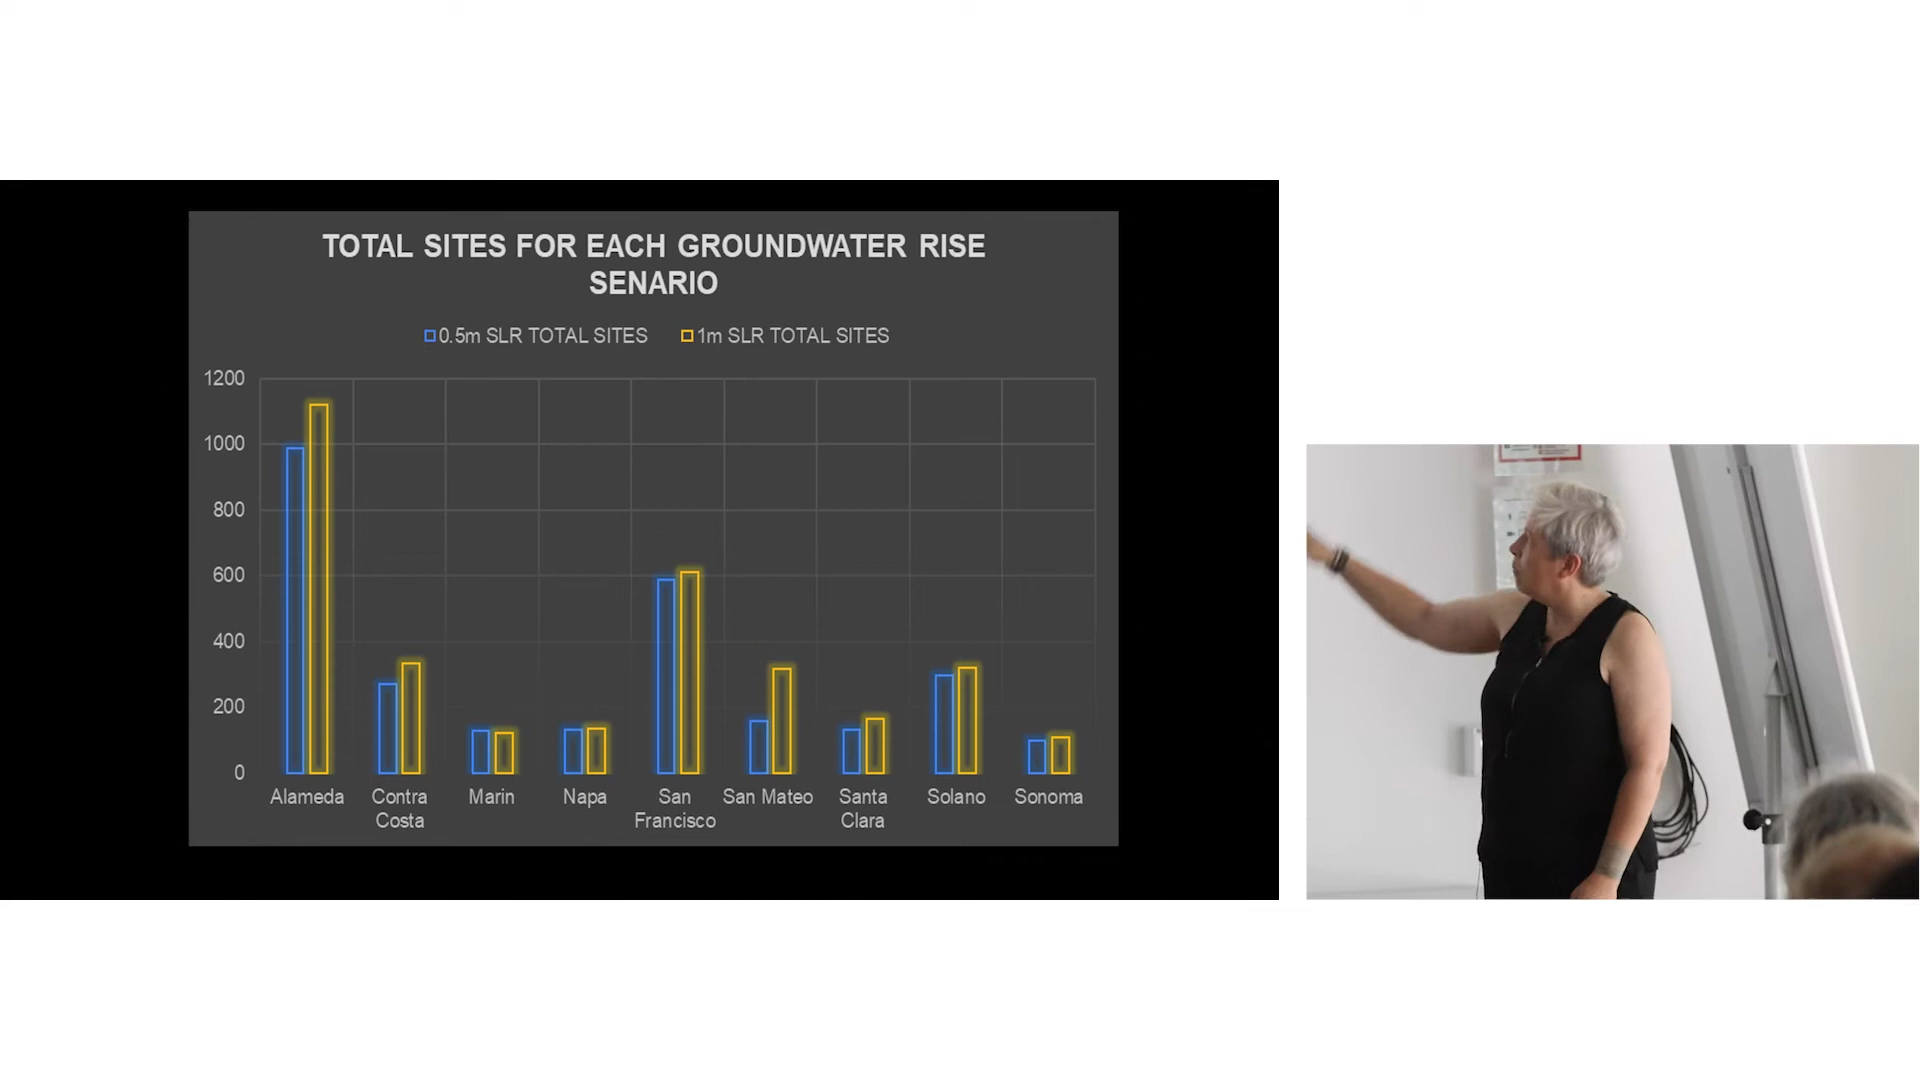 TOTAL SITES FOR EACH GROUNDWATER RISE
SENARIO
0.5m SLR TOTAL SITES 1m SLR TOTAL SITES
1200
1000
800
600
400
200
0
Alameda Contra Costa Marin Napa San Francisco San Mateo Santa Clara Solano Sonoma